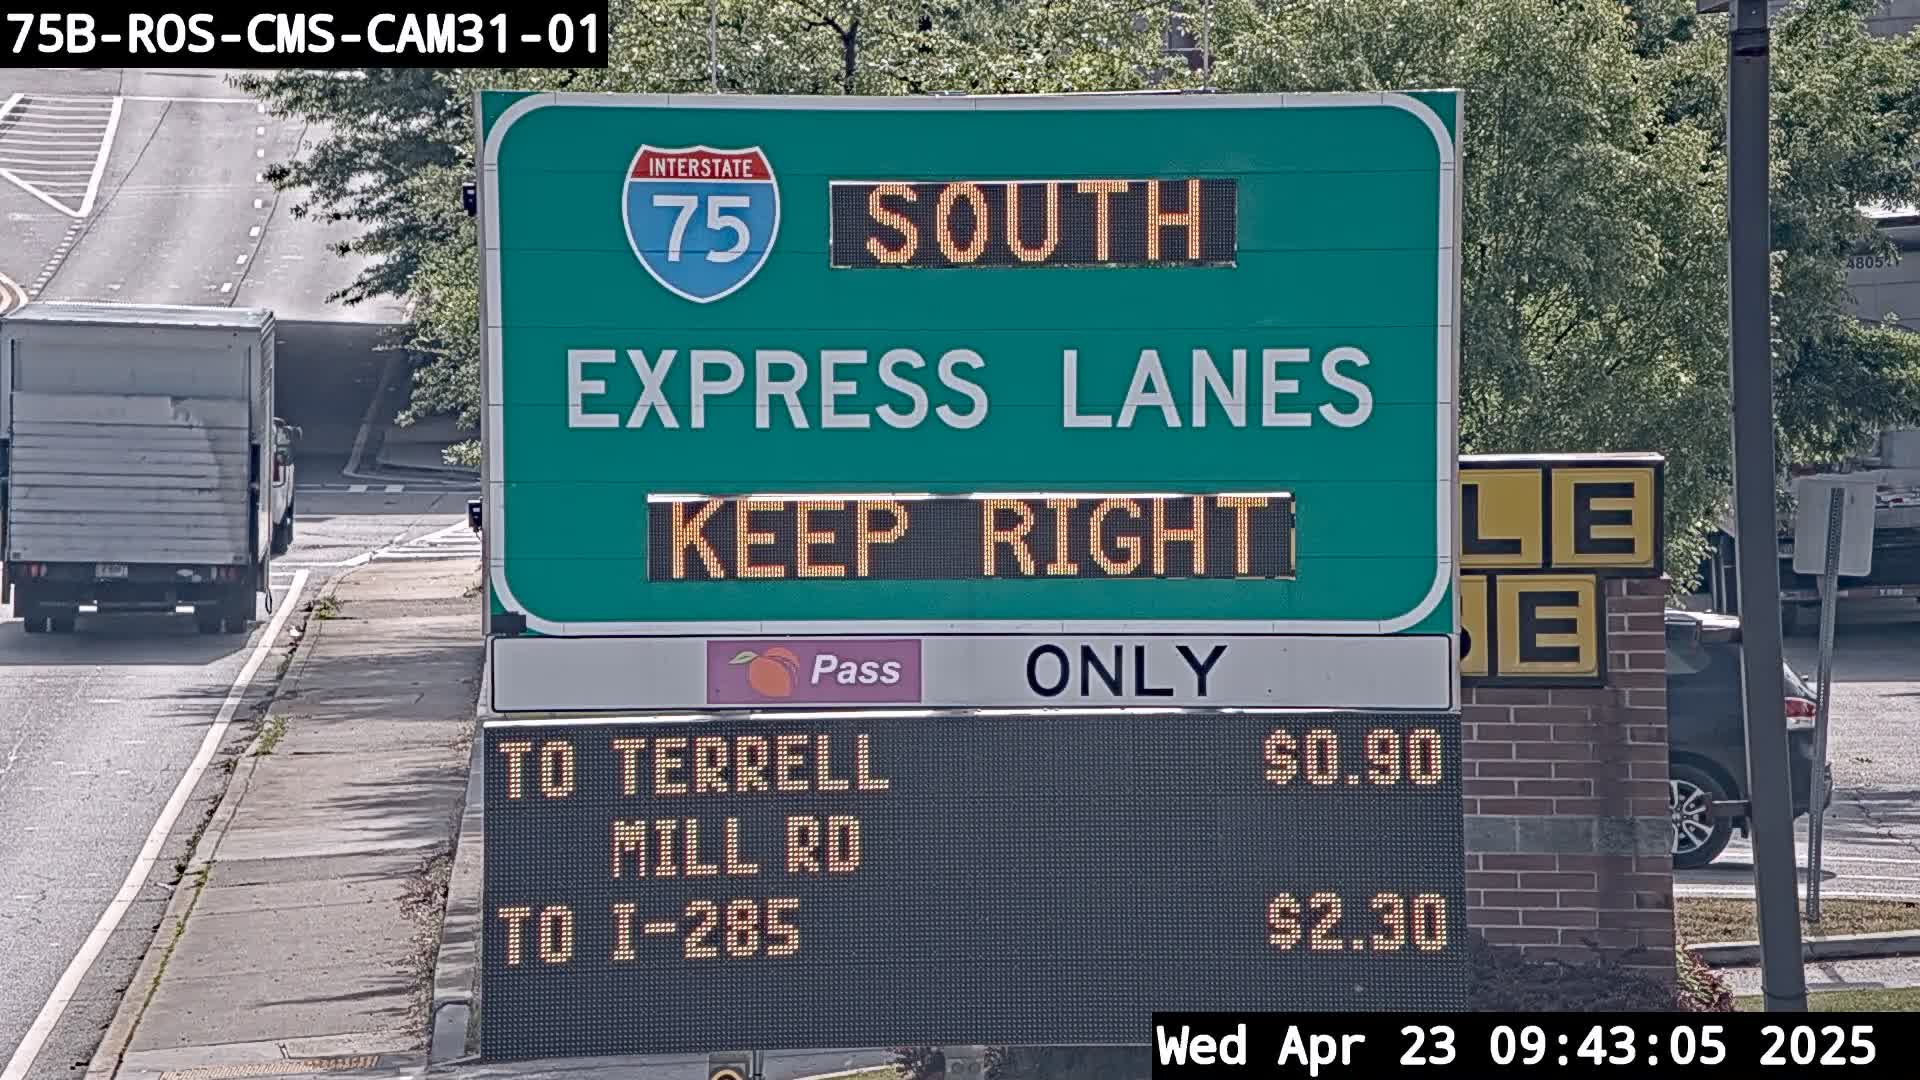 75B-ROS-CMS-CAM31-01
INTERSTATE
75
SOUTH
EXPRESS LANES
KEEP RIGHT
Pass ONLY
TO TERRELL $0.90
MILL RD
TO I-285 $2.30
LE
E
Wed Apr 23 09:43:05 2025